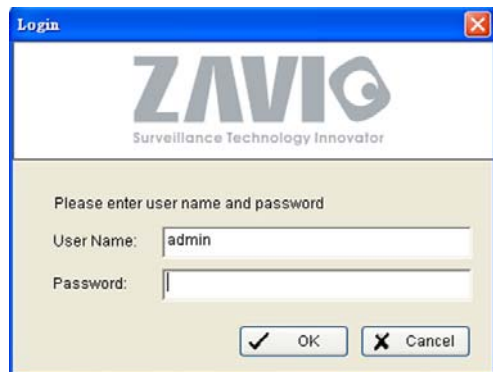 Login
ZAVIO
Surveillance Technology Innovator
Please enter user name and password
User Name: admin
Password:
OK Cancel